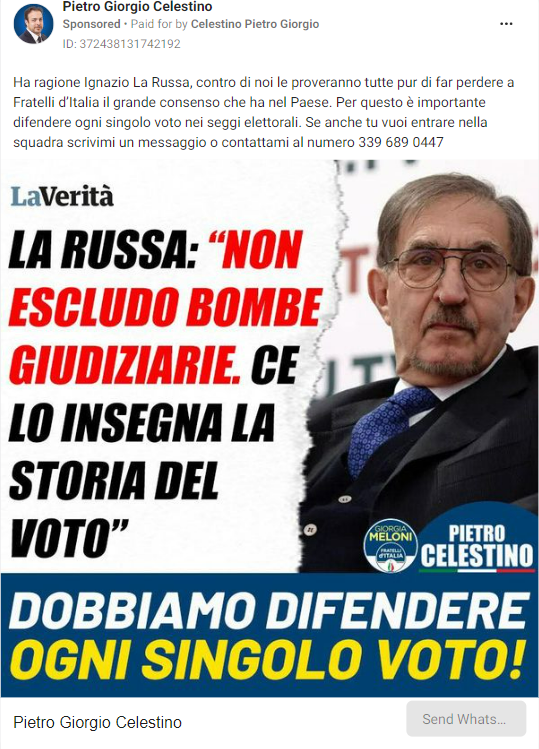 Pietro Giorgio Celestino
Sponsored • Paid for by Celestino Pietro Giorgio
ID: 372438131742192
Ha ragione Ignazio La Russa, contro di noi le proveranno tutte pur di far perdere a
Fratelli d'Italia il grande consenso che ha nel Paese. Per questo è importante
difendere ogni singolo voto nei seggi elettorali. Se anche tu vuoi entrare nella
squadra scrivimi un messaggio o contattami al numero 339 689 0447
LaVerità
LA RUSSA: “NON
ESCLUDO BOMBE
GIUDIZIARIE. CE
LO INSEGNA LA
STORIA DEL
VOTO”
GIORGIA
MELONI
FRATELLI
d'ITALIA
PIETRO
CELESTINO
DOBBIAMO DIFENDERE
OGNI SINGOLO VOTO!
Pietro Giorgio Celestino
Send Whats...